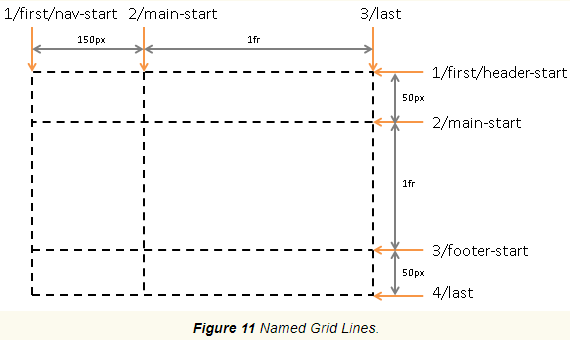 1/first/nav-start 2/main-start 3/last
150px 1fr
1/first/header-start
50px
2/main-start
1fr
3/footer-start
50px
4/last
Figure 11 Named Grid Lines.